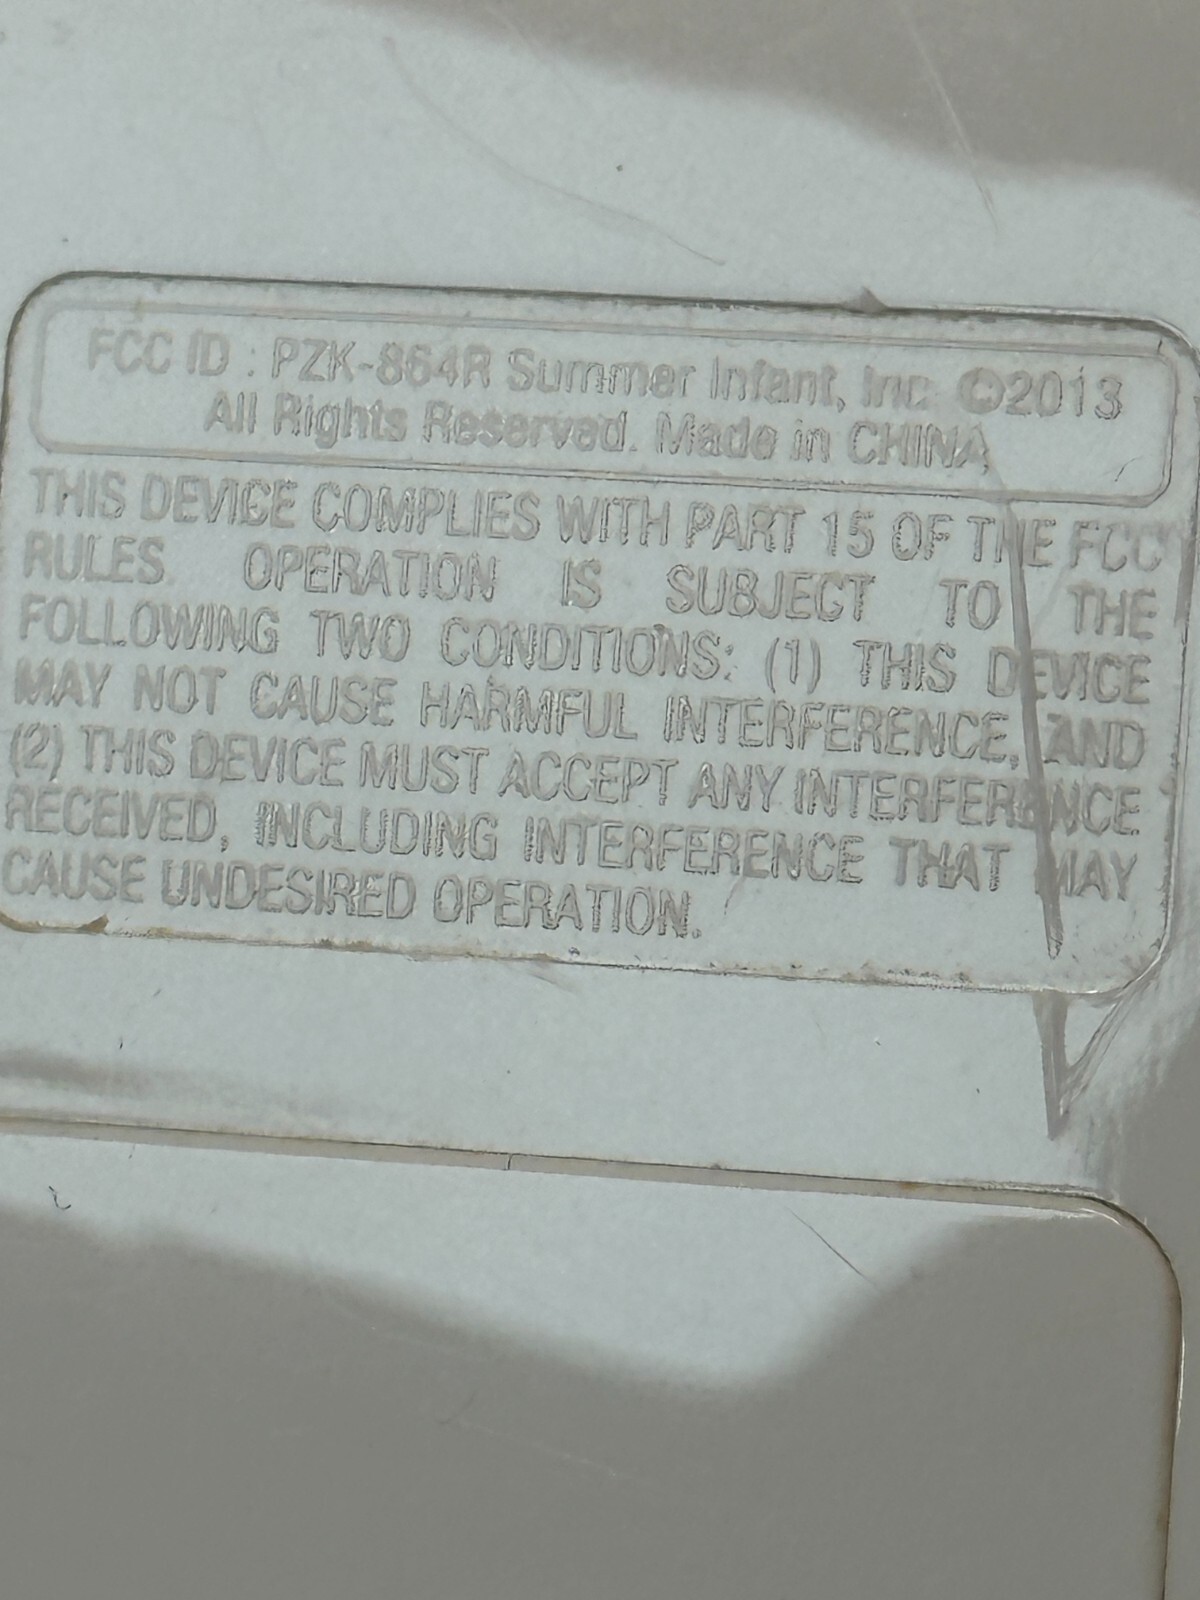 FCC ID : PZK-864R Summer Infant, Inc. ©2013
All Rights Reserved. Made in CHINA
THIS DEVICE COMPLIES WITH PART 15 OF THE FCC
RULES. OPERATION IS SUBJECT TO THE
FOLLOWING TWO CONDITIONS: (1) THIS DEVICE
MAY NOT CAUSE HARMFUL INTERFERENCE, AND
(2) THIS DEVICE MUST ACCEPT ANY INTERFERENCE
RECEIVED, INCLUDING INTERFERENCE THAT MAY
CAUSE UNDESIRED OPERATION.